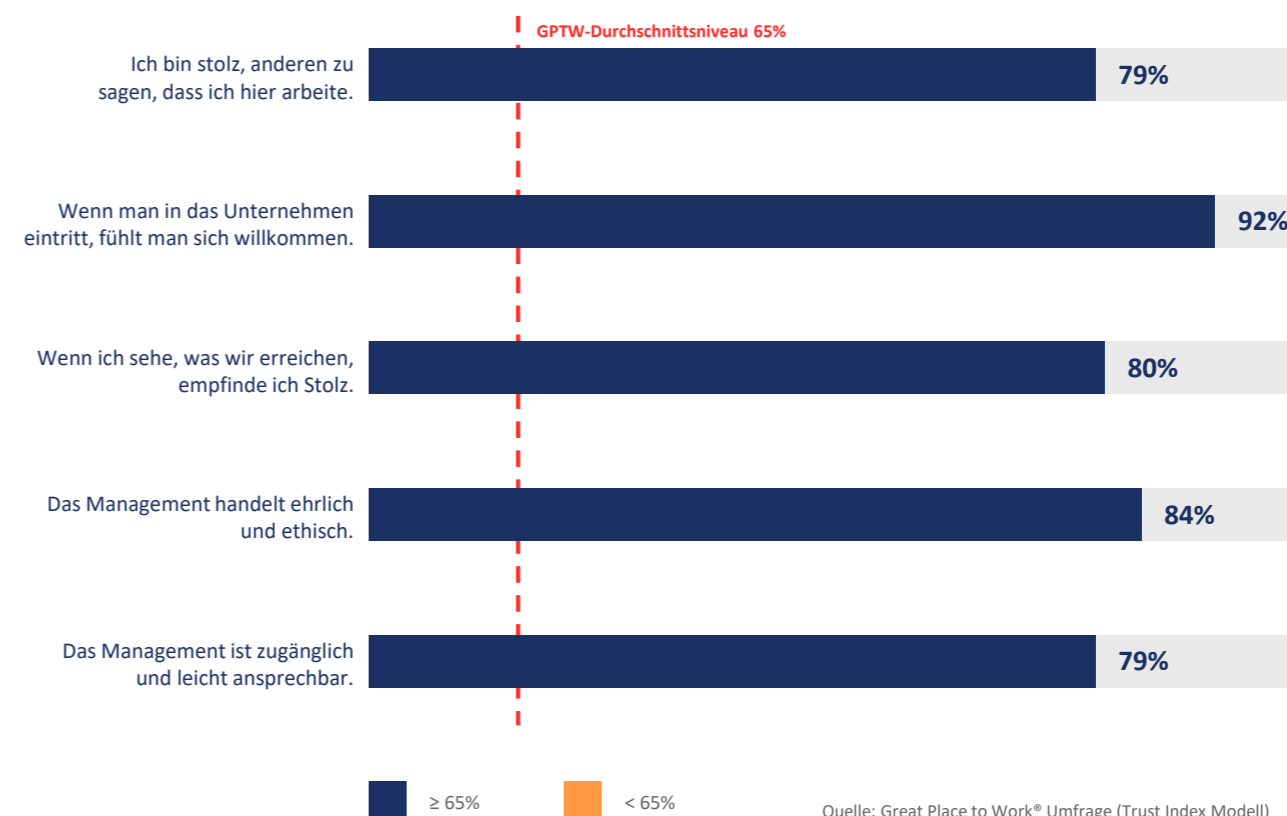 GPTW-Durchschnittsniveau 65%
Ich bin stolz, anderen zu
sagen, dass ich hier arbeite.
79%
Wenn man in das Unternehmen
eintritt, fühlt man sich willkommen.
92%
Wenn ich sehe, was wir erreichen,
empfinde ich Stolz.
80%
Das Management handelt ehrlich
und ethisch.
84%
Das Management ist zugänglich
und leicht ansprechbar.
79%
≥ 65%
< 65%
Quelle: Great Place to Work® Umfrage (Trust Index Modell)